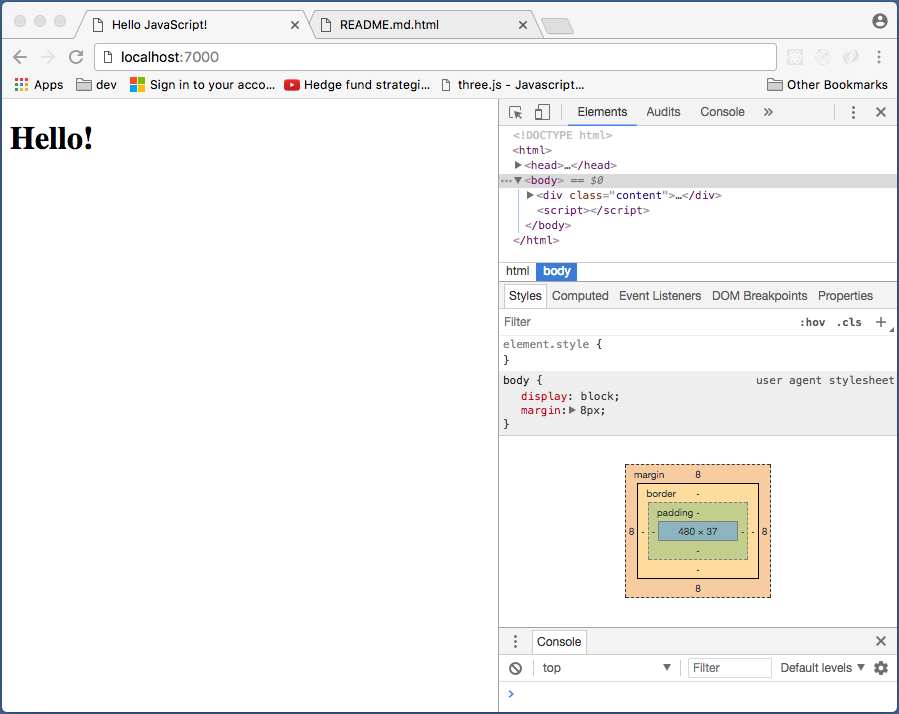 Hello JavaScript!
README.md.html
localhost:7000
Apps
dev
Sign in to your acco...
Hedge fund strategi...
three.js - Javascript...
Other Bookmarks
Hello!
Elements
Audits
Console
»
<!DOCTYPE html>
<html>
<head>…</head>
<body> == $0
<div class="content">…</div>
<script></script>
</body>
</html>
html
body
Styles
Computed
Event Listeners
DOM Breakpoints
Properties
Filter
:hov
.cls
+
element.style {
}
body {
user agent stylesheet
display: block;
margin: 8px;
}
margin
8
border
-
padding -
8
-
-
480 × 37
-
-
8
-
-
8
Console
top
Filter
Default levels